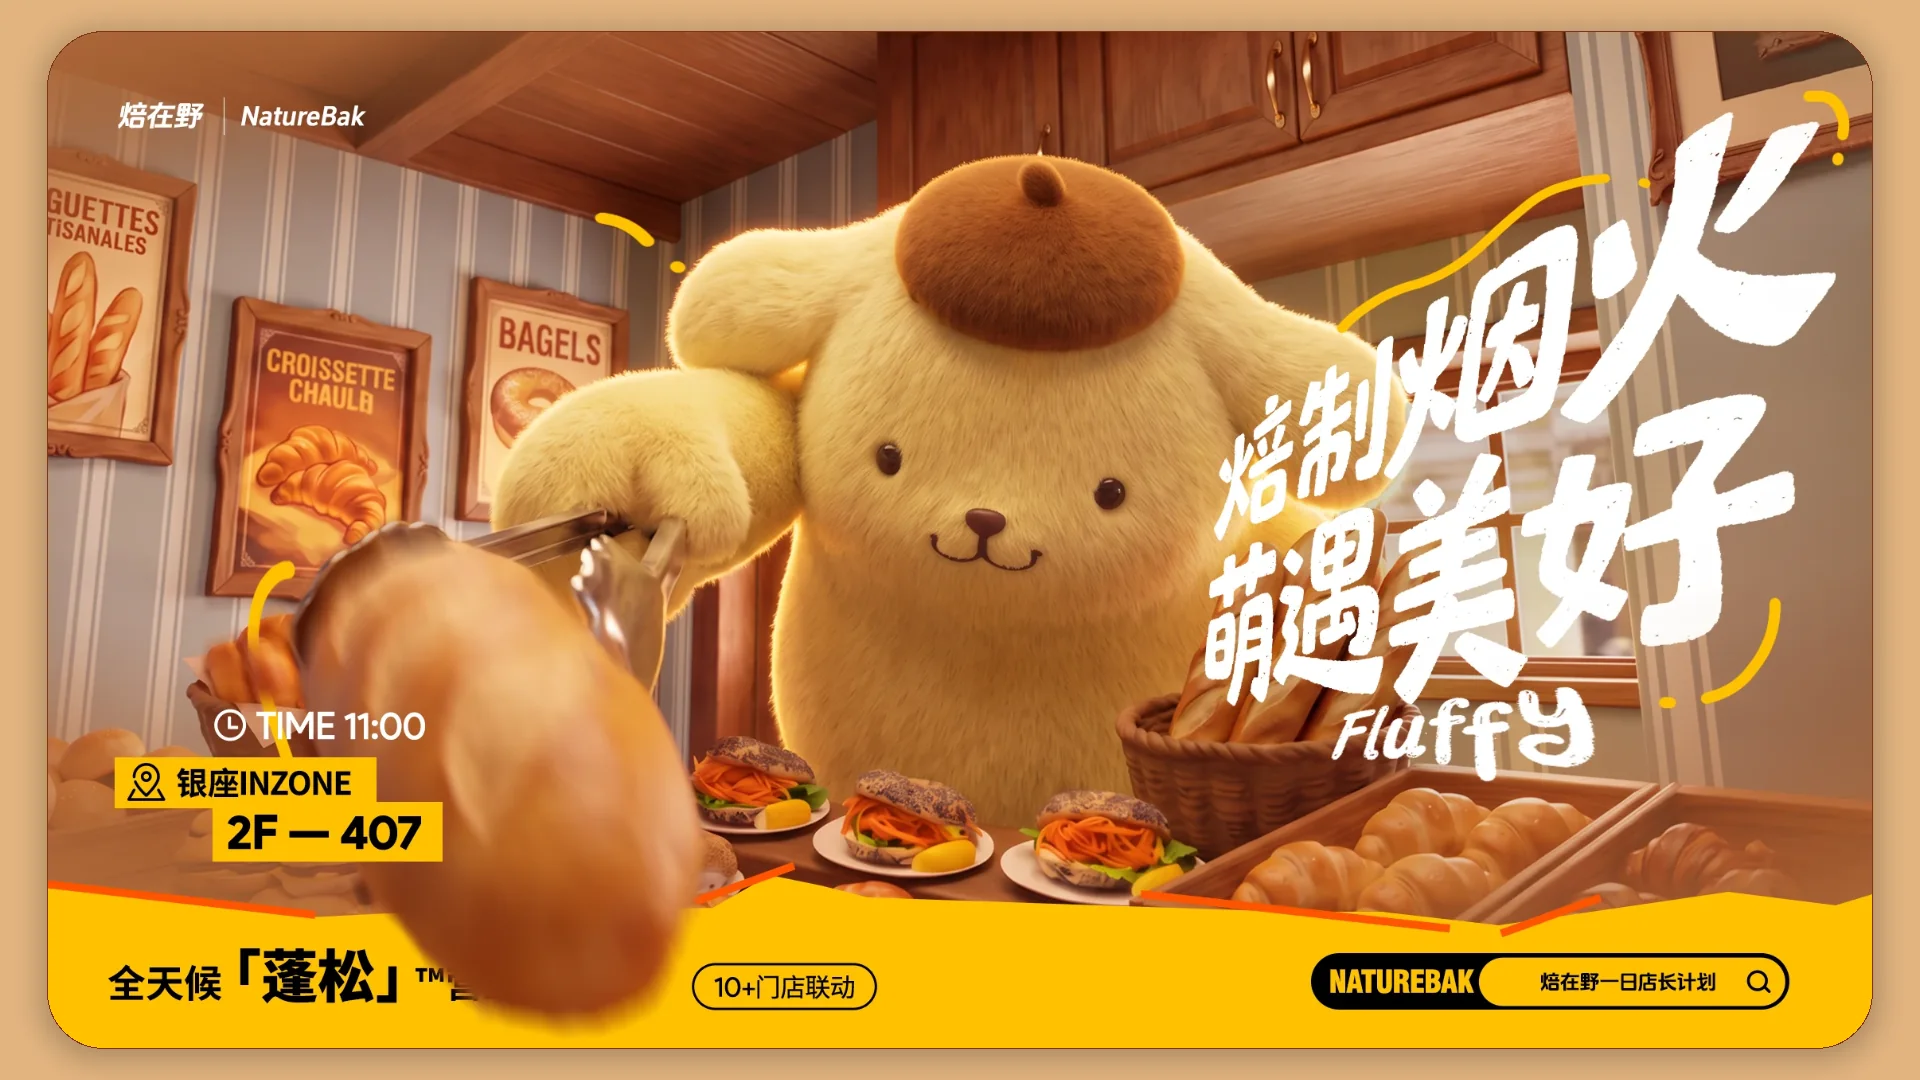 焙在野 | NatureBak
GUETTES
TISANALES
CROISSETTE
CHAULB
BAGELS
焙制烟火
萌遇美好
Fluffy
TIME 11:00
银座INZONE
2F — 407
全天候「蓬松」™
10+门店联动
NATUREBAK
焙在野一日店长计划